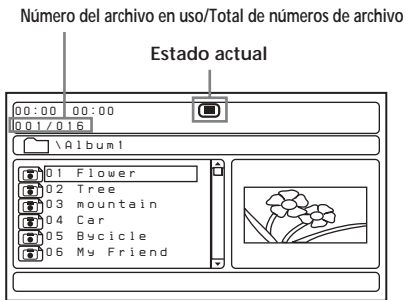 Número del archivo en uso/Total de números de archivo
Estado actual
00:00 00:00
001/016
\Album1
01 Flower
02 Tree
03 mountain
04 Car
05 Bycicle
06 My Friend